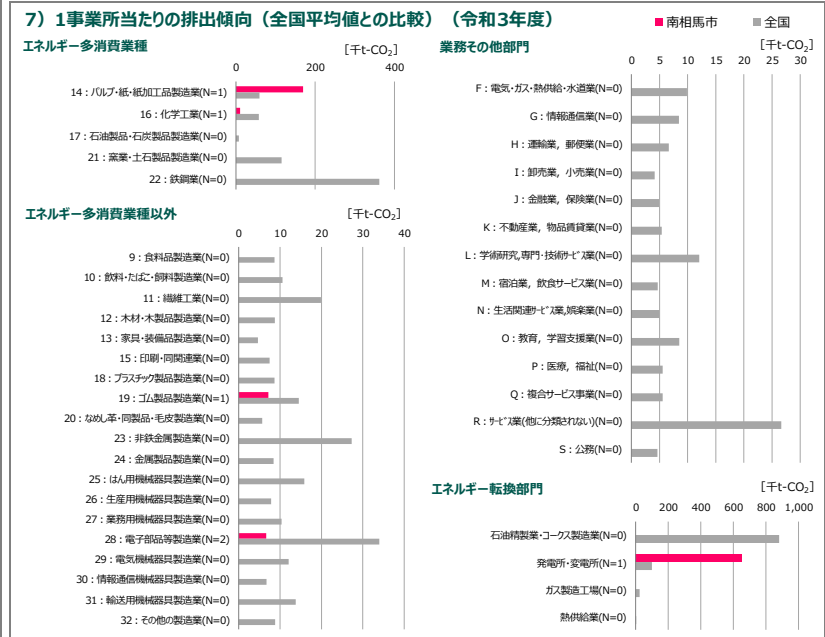 7）1事業所当たりの排出傾向（全国平均値との比較）（令和3年度）
南相馬市 全国
エネルギー多消費業種
[千t-CO₂]
0 200 400
14：パルプ・紙・紙加工品製造業(N=1)
16：化学工業(N=1)
17：石油製品・石炭製品製造業(N=0)
21：窯業・土石製品製造業(N=0)
22：鉄鋼業(N=0)
エネルギー多消費業種以外
[千t-CO₂]
0 10 20 30 40
9：食料品製造業(N=0)
10：飲料・たばこ・飼料製造業(N=0)
11：繊維工業(N=0)
12：木材・木製品製造業(N=0)
13：家具・装備品製造業(N=0)
15：印刷・同関連業(N=0)
18：プラスチック製品製造業(N=0)
19：ゴム製品製造業(N=1)
20：なめし革・同製品・毛皮製造業(N=0)
23：非鉄金属製造業(N=0)
24：金属製品製造業(N=0)
25：はん用機械器具製造業(N=0)
26：生産用機械器具製造業(N=0)
27：業務用機械器具製造業(N=0)
28：電子部品等製造業(N=2)
29：電気機械器具製造業(N=0)
30：情報通信機械器具製造業(N=0)
31：輸送用機械器具製造業(N=0)
32：その他の製造業(N=0)
業務その他部門
[千t-CO₂]
0 5 10 15 20 25 30
F：電気・ガス・熱供給・水道業(N=0)
G：情報通信業(N=0)
H：運輸業，郵便業(N=0)
I：卸売業，小売業(N=0)
J：金融業，保険業(N=0)
K：不動産業，物品賃貸業(N=0)
L：学術研究,専門・技術ｻｰﾋﾞｽ業(N=0)
M：宿泊業，飲食サービス業(N=0)
N：生活関連ｻｰﾋﾞｽ業,娯楽業(N=0)
O：教育，学習支援業(N=0)
P：医療，福祉(N=0)
Q：複合サービス事業(N=0)
R：ｻｰﾋﾞｽ業(他に分類されない)(N=0)
S：公務(N=0)
エネルギー転換部門
[千t-CO₂]
0 200 400 600 800 1,000
石油精製業・コークス製造業(N=0)
発電所・変電所(N=1)
ガス製造工場(N=0)
熱供給業(N=0)